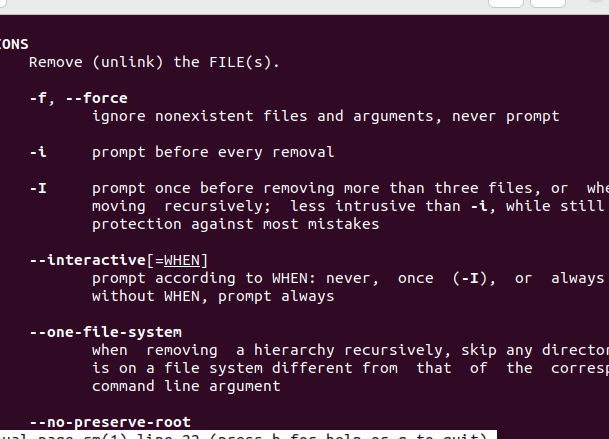 IONS
Remove (unlink) the FILE(s).
-f, --force
ignore nonexistent files and arguments, never prompt
-i prompt before every removal
-I prompt once before removing more than three files, or whe
moving recursively; less intrusive than -i, while still
protection against most mistakes
--interactive[=WHEN]
prompt according to WHEN: never, once (-I), or always
without WHEN, prompt always
--one-file-system
when removing a hierarchy recursively, skip any director
is on a file system different from that of the corresp
command line argument
--no-preserve-root
ual page rm(1) line 22 (press h for help or q to quit)